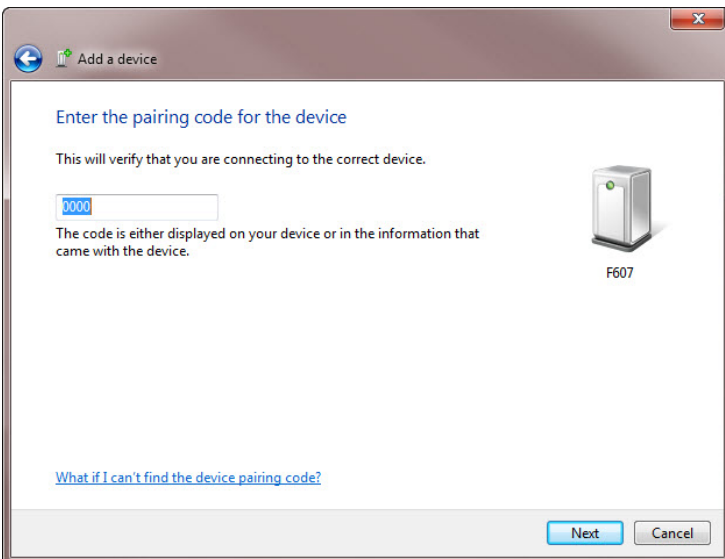 Add a device
Enter the pairing code for the device
This will verify that you are connecting to the correct device.
0000
The code is either displayed on your device or in the information that
came with the device.
F607
What if I can't find the device pairing code?
Next Cancel